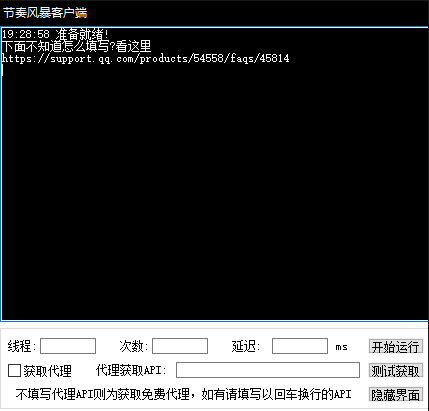 节奏风暴客户端
19:28:58 准备就绪!
下面不知道怎么填写?看这里
https://support.qq.com/products/54558/faqs/45814
线程: 次数: 延迟: ms 开始运行
获取代理 代理获取API: 测试获取
不填写代理API则为获取免费代理,如有请填写以回车换行的API 隐藏界面